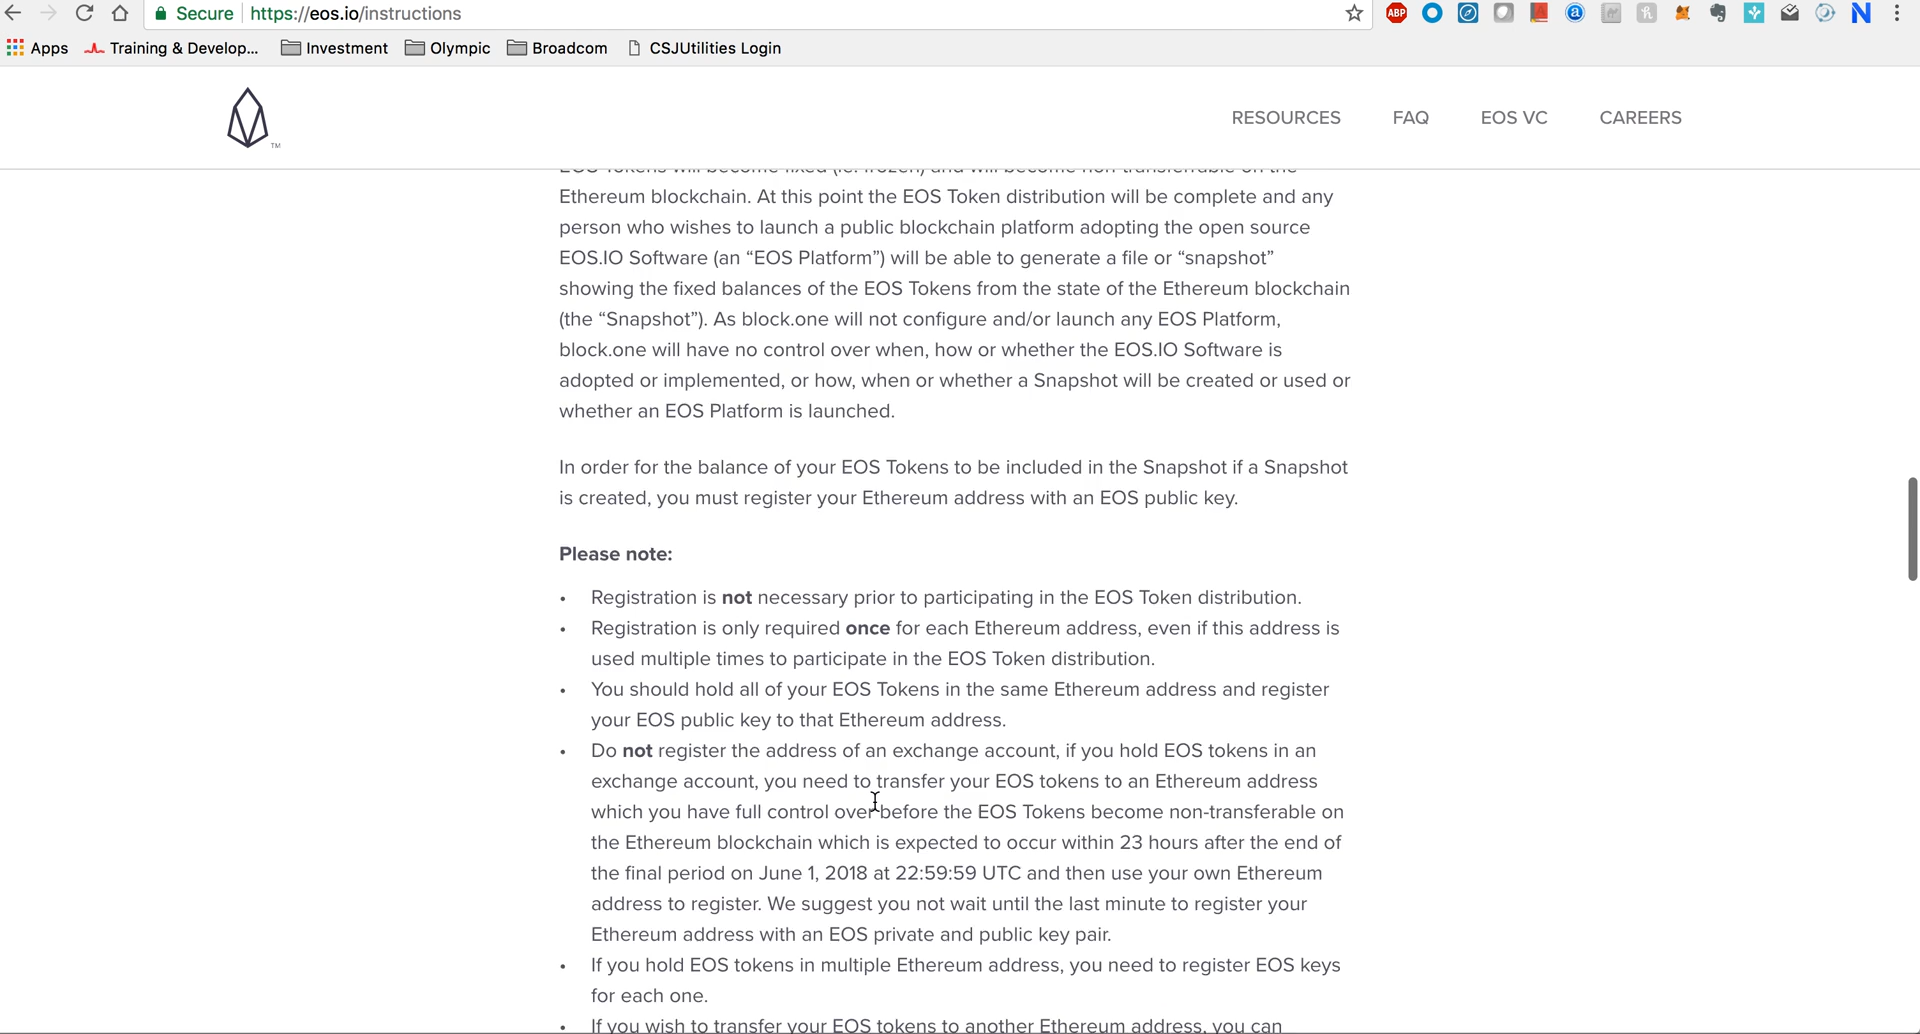 Secure https://eos.io/instructions
ABP
Apps Training & Develop... Investment Olympic Broadcom CSJUtilities Login
TM
RESOURCES FAQ EOS VC CAREERS
EOS Tokens will become fixed (ie. frozen) and will become non-transferrable on the
Ethereum blockchain. At this point the EOS Token distribution will be complete and any
person who wishes to launch a public blockchain platform adopting the open source
EOS.IO Software (an “EOS Platform”) will be able to generate a file or “snapshot”
showing the fixed balances of the EOS Tokens from the state of the Ethereum blockchain
(the “Snapshot”). As block.one will not configure and/or launch any EOS Platform,
block.one will have no control over when, how or whether the EOS.IO Software is
adopted or implemented, or how, when or whether a Snapshot will be created or used or
whether an EOS Platform is launched.
In order for the balance of your EOS Tokens to be included in the Snapshot if a Snapshot
is created, you must register your Ethereum address with an EOS public key.
Please note:
• Registration is not necessary prior to participating in the EOS Token distribution.
• Registration is only required once for each Ethereum address, even if this address is
used multiple times to participate in the EOS Token distribution.
• You should hold all of your EOS Tokens in the same Ethereum address and register
your EOS public key to that Ethereum address.
• Do not register the address of an exchange account, if you hold EOS tokens in an
exchange account, you need to transfer your EOS tokens to an Ethereum address
which you have full control over before the EOS Tokens become non-transferable on
the Ethereum blockchain which is expected to occur within 23 hours after the end of
the final period on June 1, 2018 at 22:59:59 UTC and then use your own Ethereum
address to register. We suggest you not wait until the last minute to register your
Ethereum address with an EOS private and public key pair.
• If you hold EOS tokens in multiple Ethereum address, you need to register EOS keys
for each one.
• If you wish to transfer your EOS tokens to another Ethereum address, you can